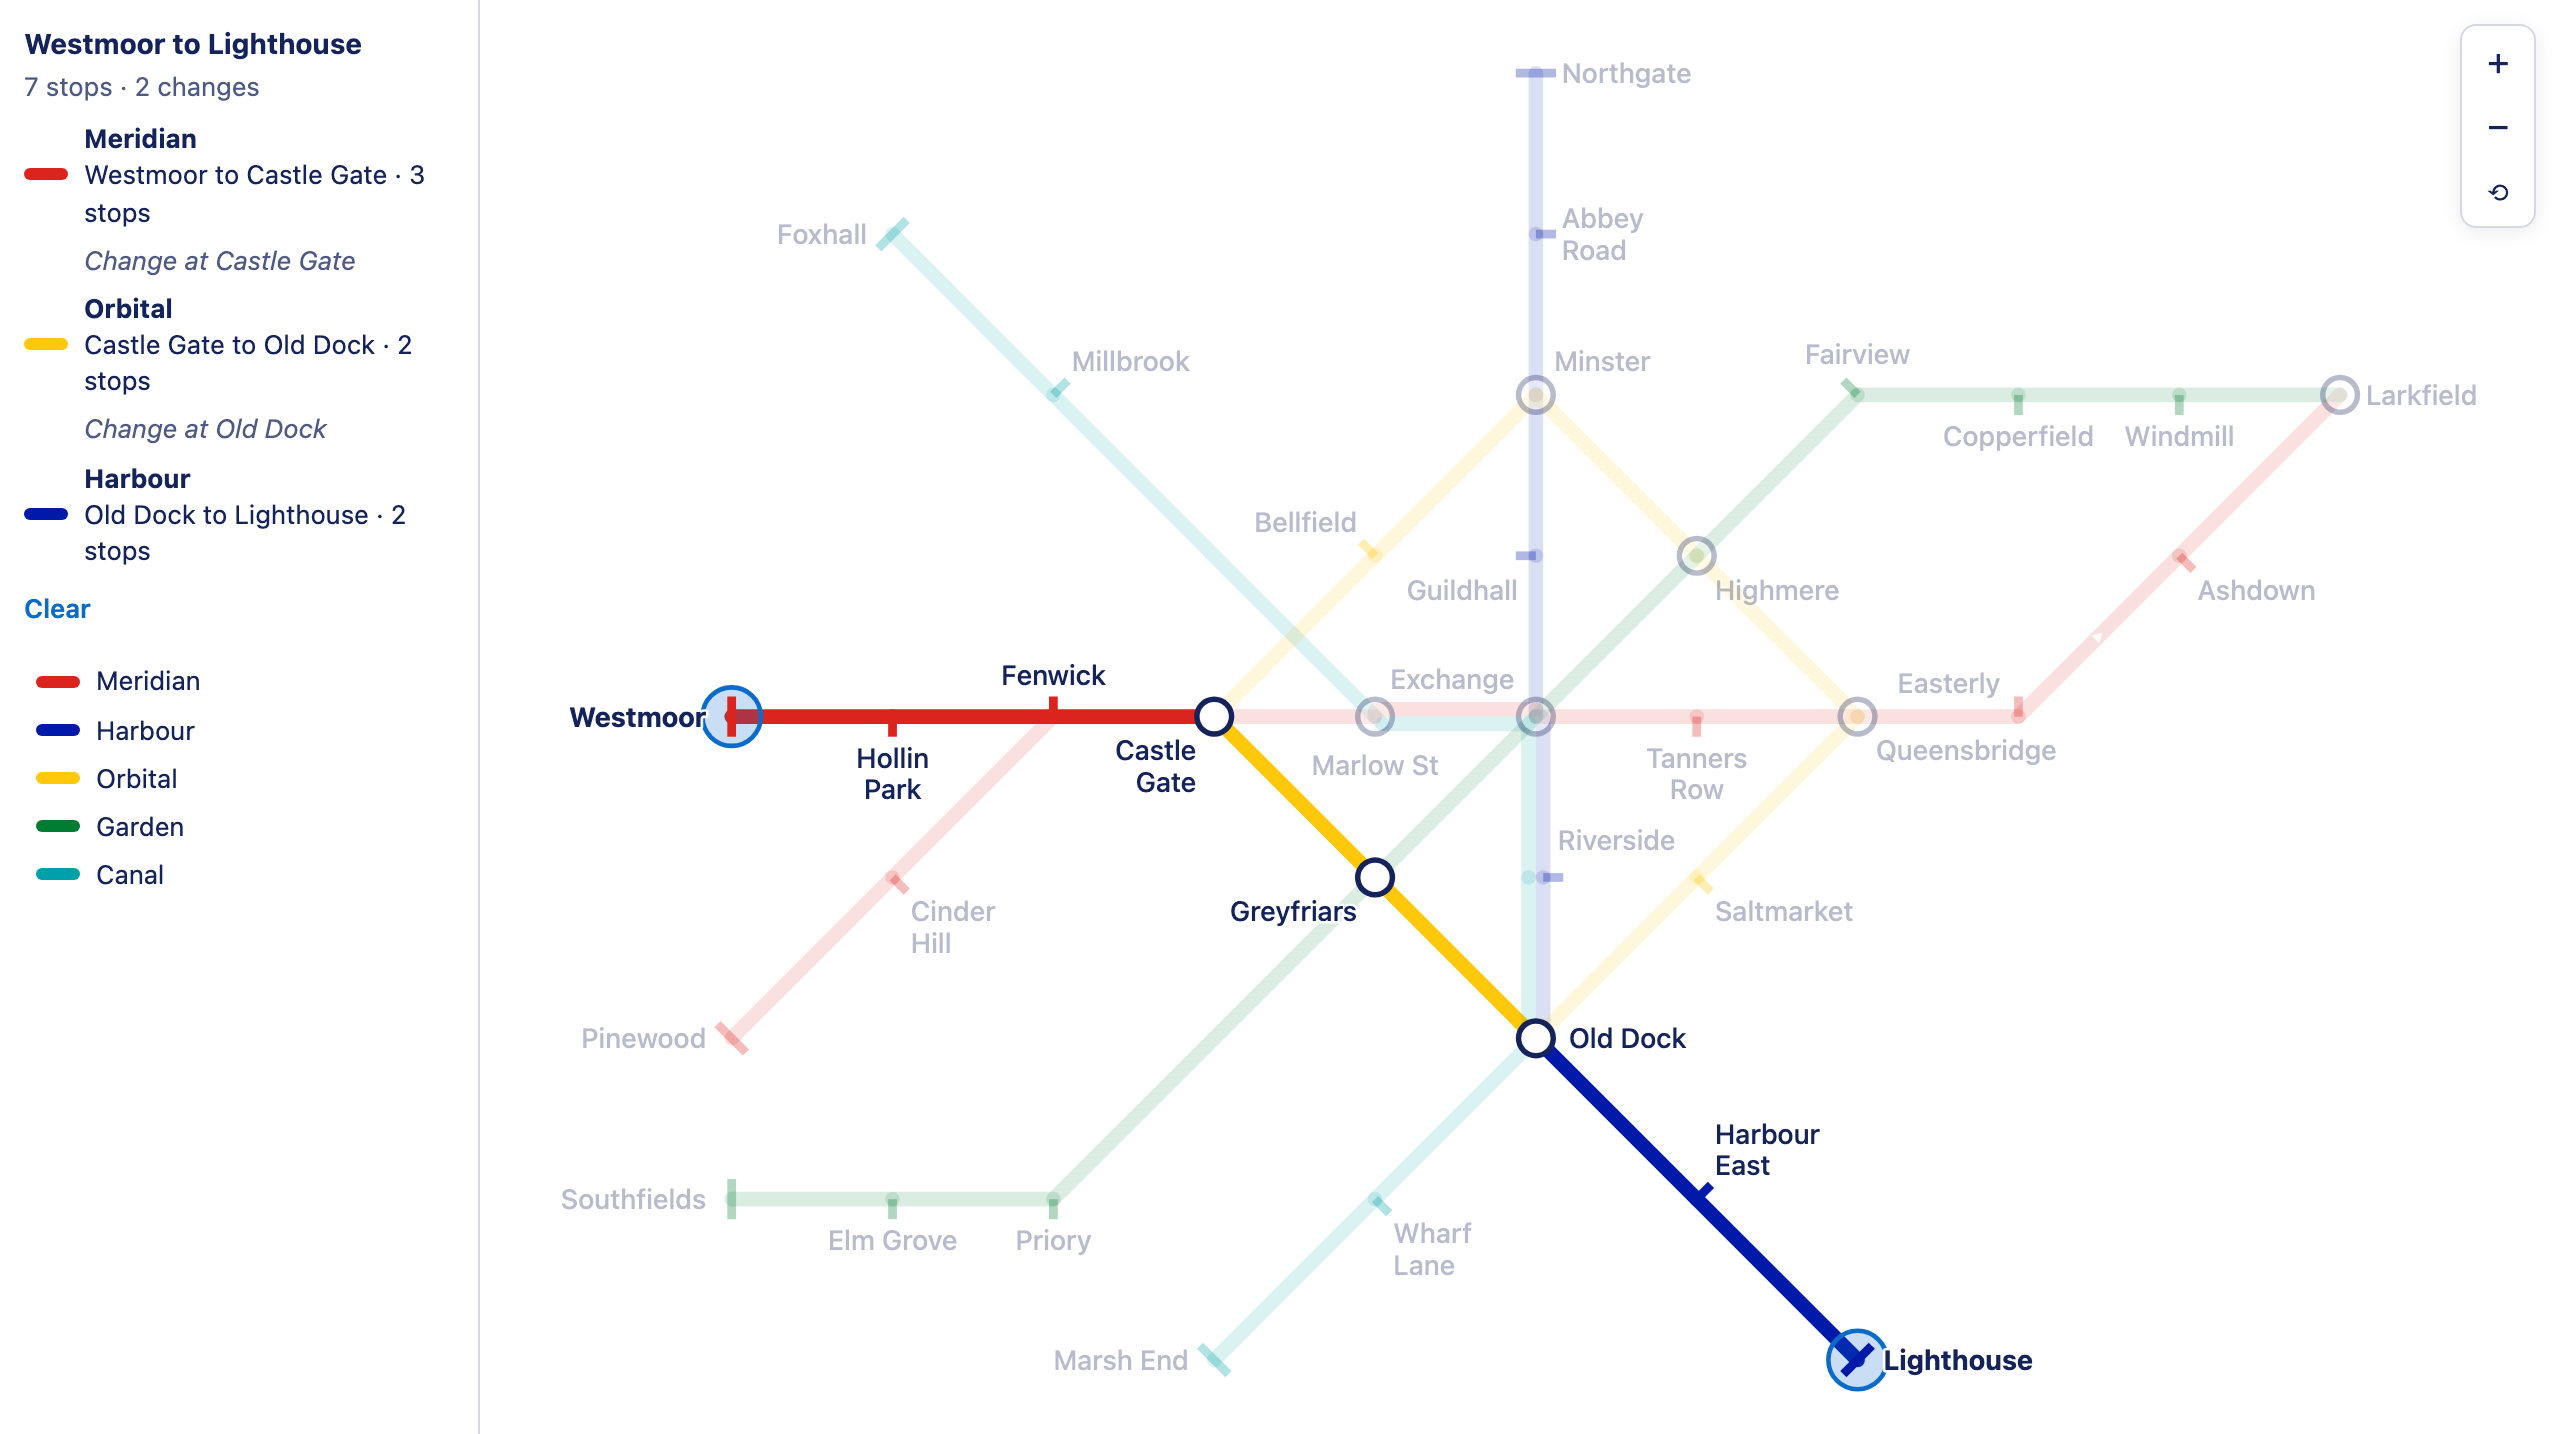 Westmoor to Lighthouse
7 stops · 2 changes
Meridian
Westmoor to Castle Gate · 3
stops
Change at Castle Gate
Orbital
Castle Gate to Old Dock · 2
stops
Change at Old Dock
Harbour
Old Dock to Lighthouse · 2
stops
Clear
Meridian
Harbour
Orbital
Garden
Canal
Northgate
Abbey
Road
Foxhall
Millbrook
Minster
Fairview
Larkfield
Copperfield
Windmill
Bellfield
Guildhall
Highmere
Ashdown
Fenwick
Exchange
Easterly
Westmoor
Hollin
Park
Castle
Gate
Marlow St
Tanners
Row
Queensbridge
Riverside
Cinder
Hill
Greyfriars
Saltmarket
Pinewood
Old Dock
Harbour
East
Southfields
Elm Grove
Priory
Wharf
Lane
Marsh End
Lighthouse
+
−
⟲